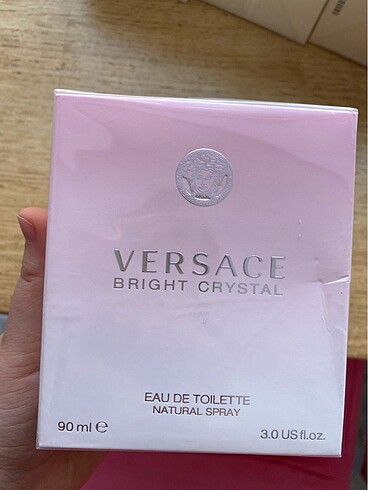 VERSACE
BRIGHT CRYSTAL
EAU DE TOILETTE
NATURAL SPRAY
90 ml ℮
3.0 US fl.oz.